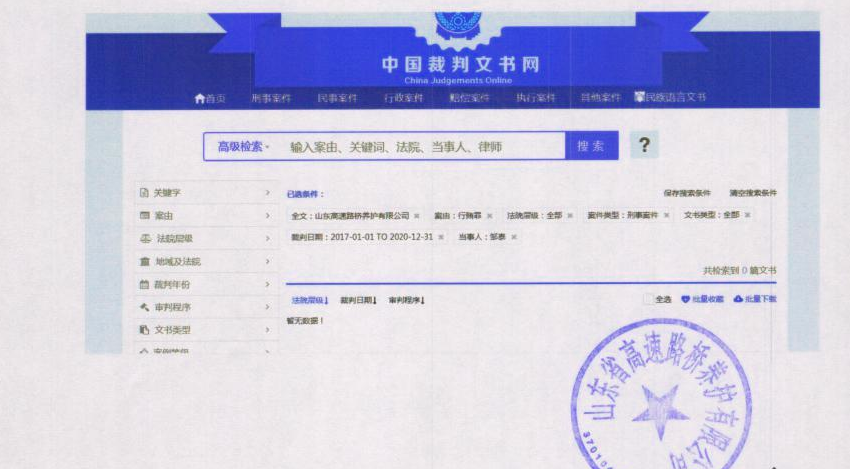 中国裁判文书网
China Judgements Online
首页 刑事案件 民事案件 行政案件 赔偿案件 执行案件 其他案件 民族语言文书
高级检索 输入案由、关键词、法院、当事人、律师 搜索 ?
关键字
案由
法院层级
地域及法院
裁判年份
审判程序
文书类型
已选条件： 保存搜索条件 清空搜索条件
全文：山东高速路桥养护有限公司 × 案由：行贿罪 × 法院层级：全部 × 案件类型：刑事案件 × 文书类型：全部 ×
裁判日期：2017-01-01 TO 2020-12-31 × 当事人：邹泰 ×
共检索到 0 篇文书
法院层级↓ 裁判日期↓ 审判程序↓ 全选 批量收藏 批量下载
暂无数据！
山东省高速路桥养护有限公司